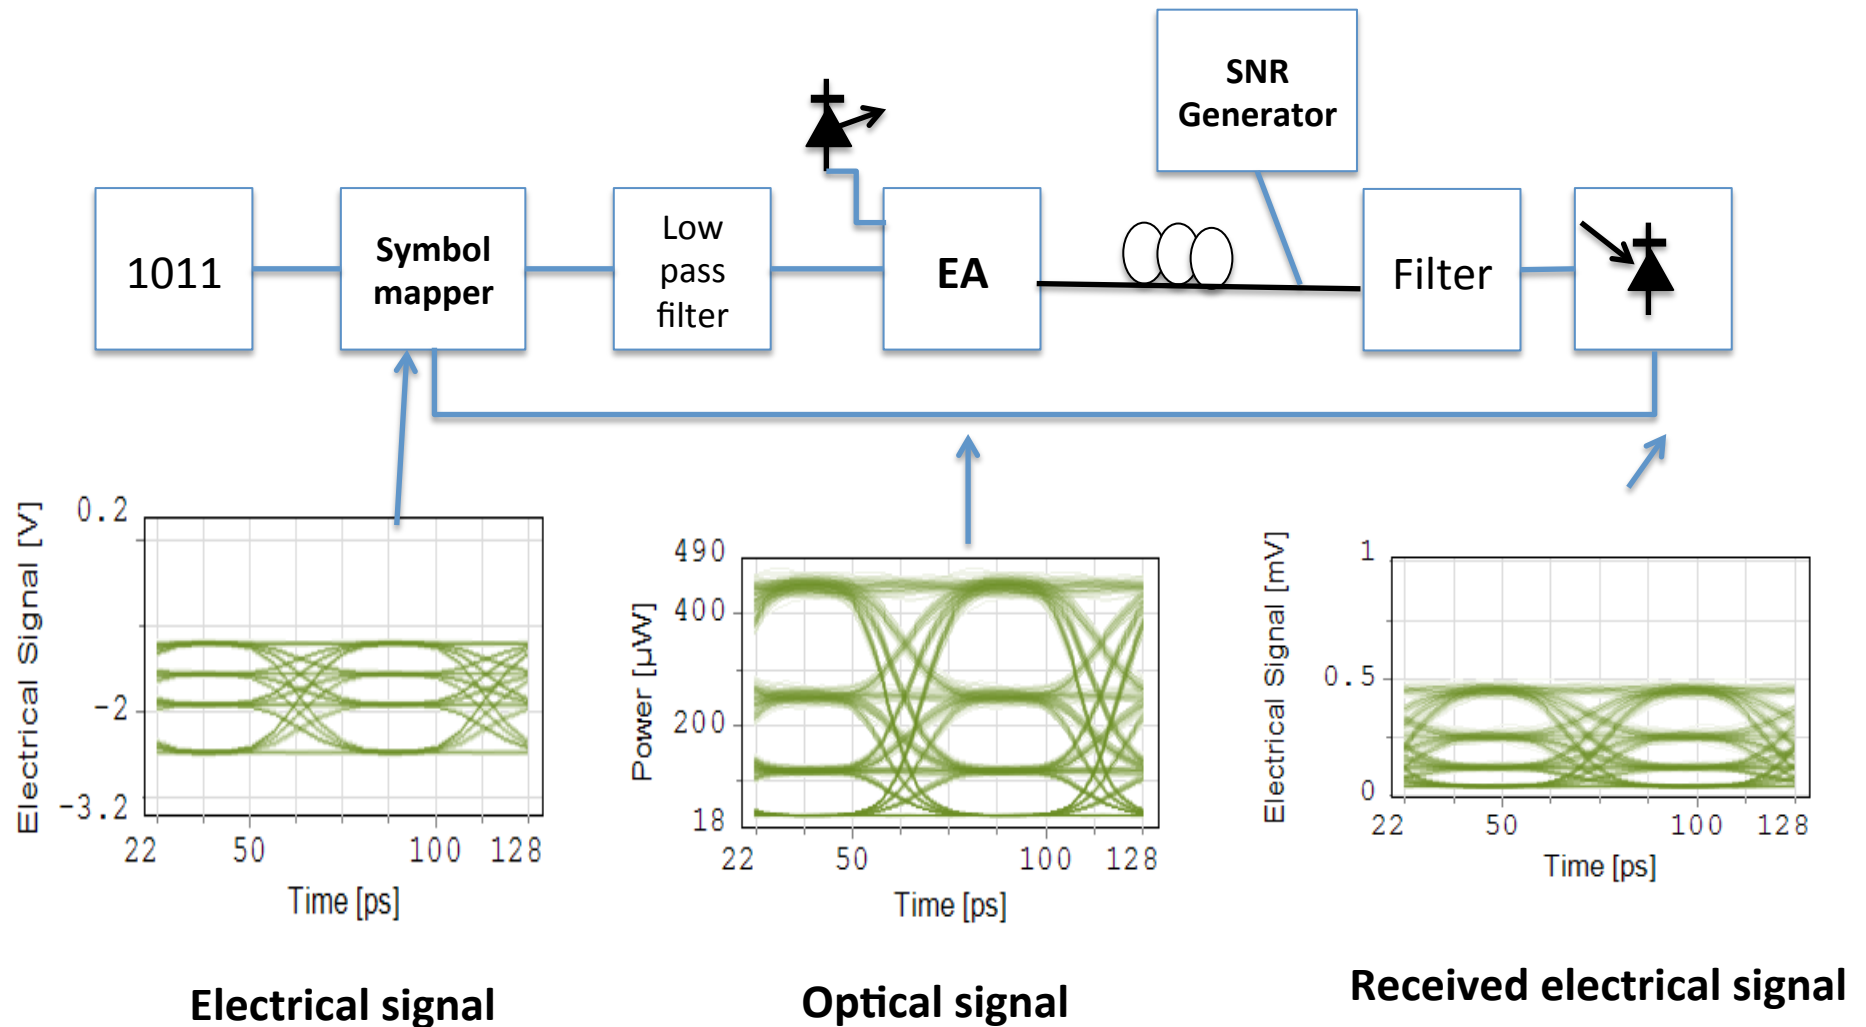 SNR
Generator
1011
Symbol
mapper
Low
pass
filter
EA
Filter
Electrical Signal [V]
0.2
-2
-3.2
22
50
100
128
Time [ps]
Electrical signal
Power [µW]
490
400
200
18
22
50
100
128
Time [ps]
Optical signal
Electrical Signal [mV]
1
0.5
0
22
50
100
128
Time [ps]
Received electrical signal